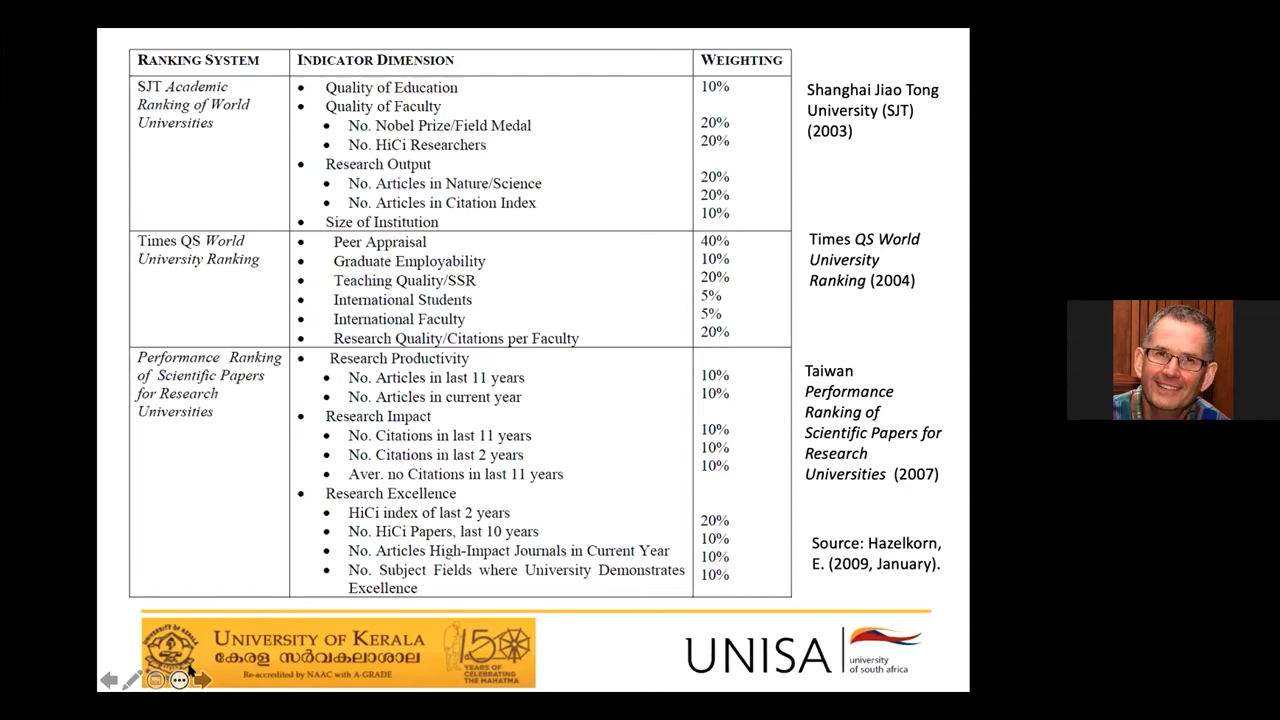 RANKING SYSTEM INDICATOR DIMENSION WEIGHTING
SJT Academic Ranking of World Universities
• Quality of Education 10%
• Quality of Faculty
• No. Nobel Prize/Field Medal 20%
• No. HiCi Researchers 20%
• Research Output
• No. Articles in Nature/Science 20%
• No. Articles in Citation Index 20%
• Size of Institution 10%
Shanghai Jiao Tong
University (SJT)
(2003)
Times QS World
University Ranking
• Peer Appraisal 40%
• Graduate Employability 10%
• Teaching Quality/SSR 20%
• International Students 5%
• International Faculty 5%
• Research Quality/Citations per Faculty 20%
Times QS World
University
Ranking (2004)
Performance Ranking
of Scientific Papers
for Research
Universities
• Research Productivity
• No. Articles in last 11 years 10%
• No. Articles in current year 10%
• Research Impact
• No. Citations in last 11 years 10%
• No. Citations in last 2 years 10%
• Aver. no Citations in last 11 years 10%
• Research Excellence
• HiCi index of last 2 years 20%
• No. HiCi Papers, last 10 years 10%
• No. Articles High-Impact Journals in Current Year 10%
• No. Subject Fields where University Demonstrates 10%
Excellence
Taiwan
Performance
Ranking of
Scientific Papers for
Research
Universities (2007)
Source: Hazelkorn,
E. (2009, January).
UNIVERSITY OF KERALA
കേരള സർവകലാശാല
Re-accredited by NAAC with A-GRADE
150
YEARS OF
CELEBRATING
THE MAHATMA
UNISA
university
of south africa